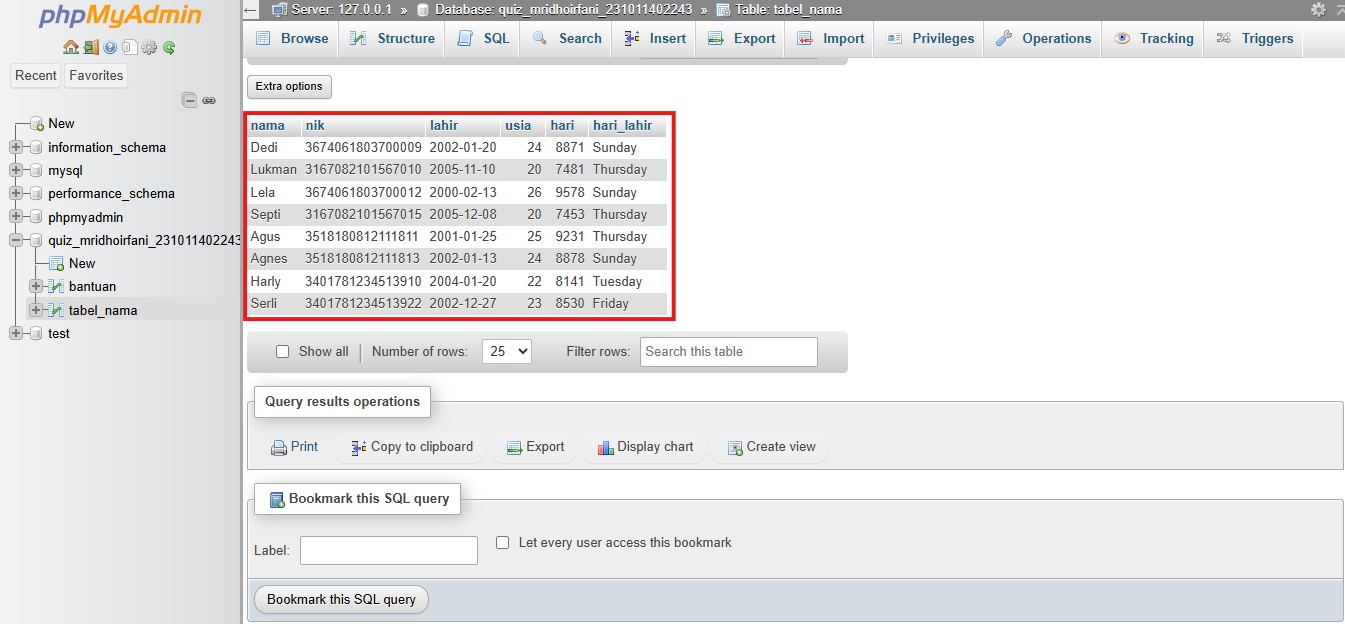 phpMyAdmin
Recent Favorites
New
information_schema
mysql
performance_schema
phpmyadmin
quiz_mridhoirfani_231011402243
New
bantuan
tabel_nama
test
Server: 127.0.0.1 » Database: quiz_mridhoirfani_231011402243 » Table: tabel_nama
Browse Structure SQL Search Insert Export Import Privileges Operations Tracking Triggers
Extra options
nama nik lahir usia hari hari_lahir
Dedi 3674061803700009 2002-01-20 24 8871 Sunday
Lukman 3167082101567010 2005-11-10 20 7481 Thursday
Lela 3674061803700012 2000-02-13 26 9578 Sunday
Septi 3167082101567015 2005-12-08 20 7453 Thursday
Agus 3518180812111811 2001-01-25 25 9231 Thursday
Agnes 3518180812111813 2002-01-13 24 8878 Sunday
Harly 3401781234513910 2004-01-20 22 8141 Tuesday
Serli 3401781234513922 2002-12-27 23 8530 Friday
Show all Number of rows: 25 Filter rows: Search this table
Query results operations
Print Copy to clipboard Export Display chart Create view
Bookmark this SQL query
Label: Let every user access this bookmark
Bookmark this SQL query